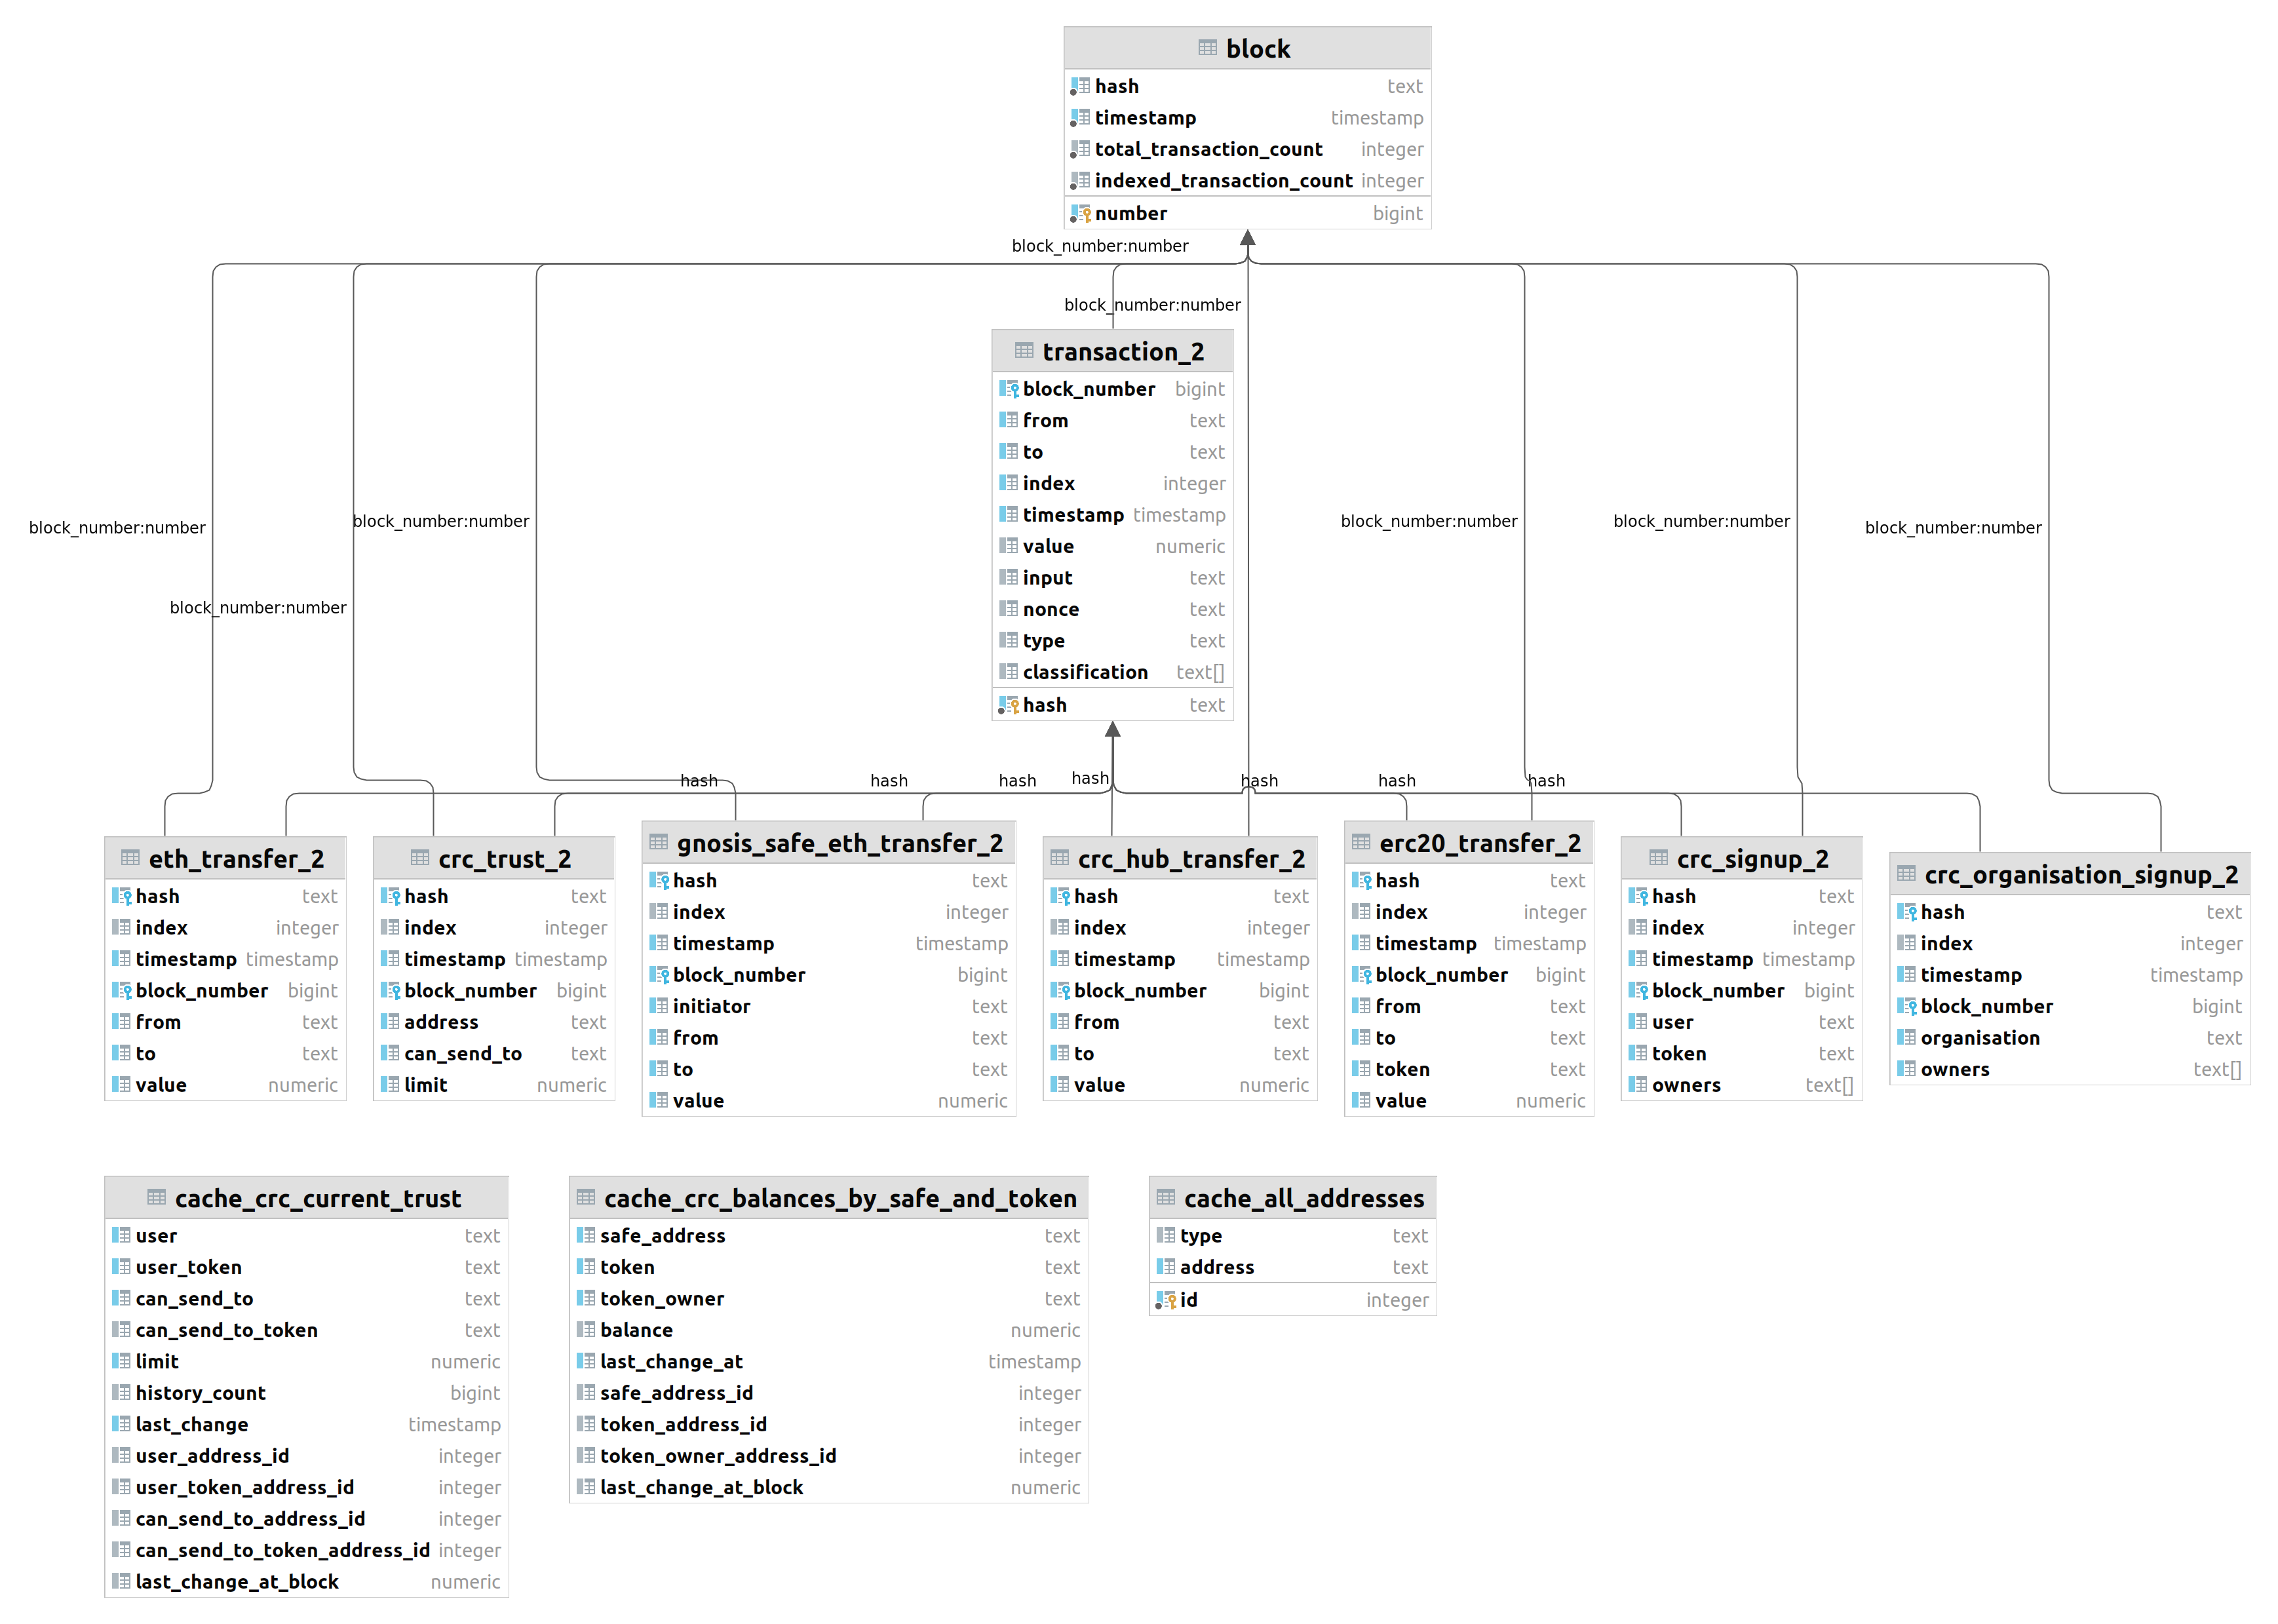 block
hash text
timestamp timestamp
total_transaction_count integer
indexed_transaction_count integer
number bigint
block_number:number
block_number:number
transaction_2
block_number bigint
from text
to text
index integer
timestamp timestamp
value numeric
input text
nonce text
type text
classification text[]
hash text
block_number:number
block_number:number
block_number:number
block_number:number
block_number:number
block_number:number
hash
hash
hash
hash
hash
hash
hash
eth_transfer_2
hash text
index integer
timestamp timestamp
block_number bigint
from text
to text
value numeric
crc_trust_2
hash text
index integer
timestamp timestamp
block_number bigint
address text
can_send_to text
limit numeric
gnosis_safe_eth_transfer_2
hash text
index integer
timestamp timestamp
block_number bigint
initiator text
from text
to text
value numeric
crc_hub_transfer_2
hash text
index integer
timestamp timestamp
block_number bigint
from text
to text
value numeric
erc20_transfer_2
hash text
index integer
timestamp timestamp
block_number bigint
from text
to text
token text
value numeric
crc_signup_2
hash text
index integer
timestamp timestamp
block_number bigint
user text
token text
owners text[]
crc_organisation_signup_2
hash text
index integer
timestamp timestamp
block_number bigint
organisation text
owners text[]
cache_crc_current_trust
user text
user_token text
can_send_to text
can_send_to_token text
limit numeric
history_count bigint
last_change timestamp
user_address_id integer
user_token_address_id integer
can_send_to_address_id integer
can_send_to_token_address_id integer
last_change_at_block numeric
cache_crc_balances_by_safe_and_token
safe_address text
token text
token_owner text
balance numeric
last_change_at timestamp
safe_address_id integer
token_address_id integer
token_owner_address_id integer
last_change_at_block numeric
cache_all_addresses
type text
address text
id integer